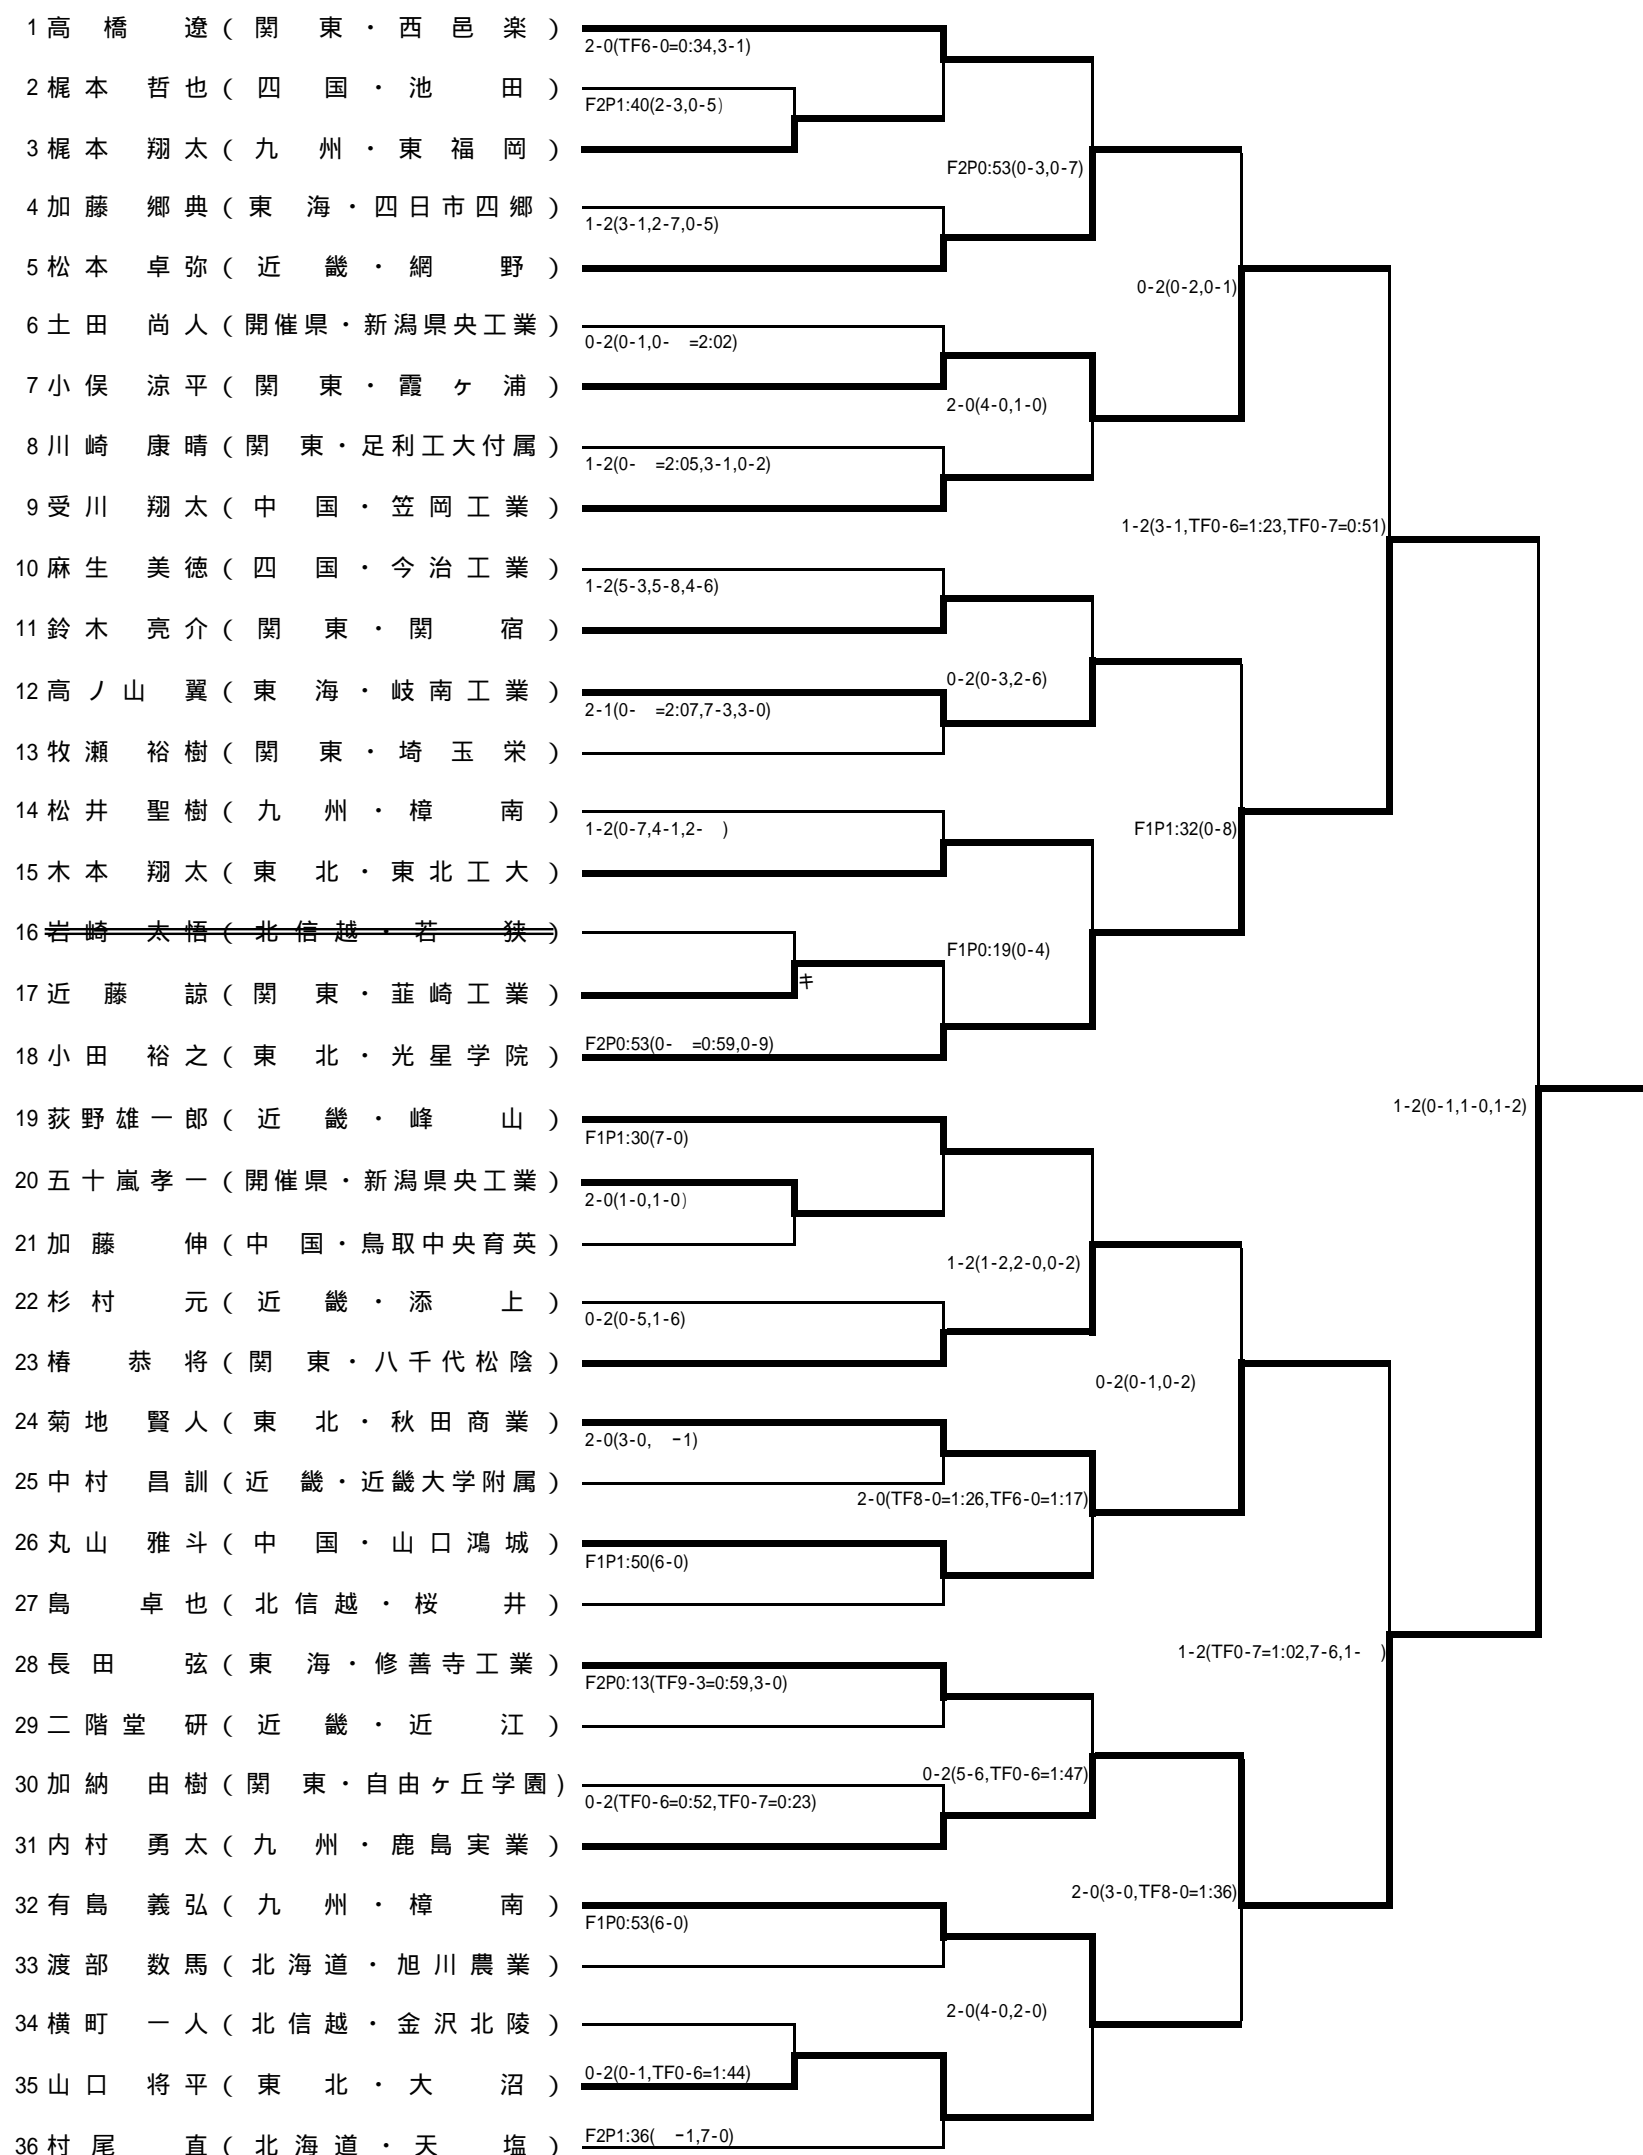 1 高橋 遼 ( 関東・西邑楽 )
2-0(TF6-0=0:34,3-1)
2 梶本 哲也 ( 四国・池田 )
F2P1:40(2-3,0-5)
3 梶本 翔太 ( 九州・東福岡 )
F2P0:53(0-3,0-7)
4 加藤 郷典 ( 東海・四日市四郷 )
1-2(3-1,2-7,0-5)
5 松本 卓弥 ( 近畿・網野 )
0-2(0-2,0-1)
6 土田 尚人 ( 開催県・新潟県央工業 )
0-2(0-1,0- =2:02)
7 小俣 涼平 ( 関東・霞ヶ浦 )
2-0(4-0,1-0)
8 川崎 康晴 ( 関東・足利工大付属 )
1-2(0- =2:05,3-1,0-2)
9 受川 翔太 ( 中国・笠岡工業 )
1-2(3-1,TF0-6=1:23,TF0-7=0:51)
10 麻生 美徳 ( 四国・今治工業 )
1-2(5-3,5-8,4-6)
11 鈴木 亮介 ( 関東・関宿 )
0-2(0-3,2-6)
12 高ノ山 翼 ( 東海・岐南工業 )
2-1(0- =2:07,7-3,3-0)
13 牧瀬 裕樹 ( 関東・埼玉栄 )
14 松井 聖樹 ( 九州・樟南 )
1-2(0-7,4-1,2- )
F1P1:32(0-8)
15 木本 翔太 ( 東北・東北工大 )
16 岩崎 太悟 ( 北信越・若狭 )
F1P0:19(0-4)
キ
17 近藤 諒 ( 関東・韮崎工業 )
F2P0:53(0- =0:59,0-9)
18 小田 裕之 ( 東北・光星学院 )
1-2(0-1,1-0,1-2)
19 荻野雄一郎 ( 近畿・峰山 )
F1P1:30(7-0)
20 五十嵐孝一 ( 開催県・新潟県央工業 )
2-0(1-0,1-0)
21 加藤 伸 ( 中国・鳥取中央育英 )
1-2(1-2,2-0,0-2)
22 杉村 元 ( 近畿・添上 )
0-2(0-5,1-6)
23 椿 恭将 ( 関東・八千代松陰 )
0-2(0-1,0-2)
24 菊地 賢人 ( 東北・秋田商業 )
2-0(3-0, -1)
25 中村 昌訓 ( 近畿・近畿大学附属 )
2-0(TF8-0=1:26,TF6-0=1:17)
26 丸山 雅斗 ( 中国・山口鴻城 )
F1P1:50(6-0)
27 島 卓也 ( 北信越・桜井 )
1-2(TF0-7=1:02,7-6,1- )
28 長田 弦 ( 東海・修善寺工業 )
F2P0:13(TF9-3=0:59,3-0)
29 二階堂 研 ( 近畿・近江 )
0-2(5-6,TF0-6=1:47)
30 加納 由樹 ( 関東・自由ヶ丘学園 )
0-2(TF0-6=0:52,TF0-7=0:23)
31 内村 勇太 ( 九州・鹿島実業 )
2-0(3-0,TF8-0=1:36)
32 有島 義弘 ( 九州・樟南 )
F1P0:53(6-0)
33 渡部 数馬 ( 北海道・旭川農業 )
2-0(4-0,2-0)
34 横町 一人 ( 北信越・金沢北陵 )
0-2(0-1,TF0-6=1:44)
35 山口 将平 ( 東北・大沼 )
F2P1:36( -1,7-0)
36 村尾 直 ( 北海道・天塩 )